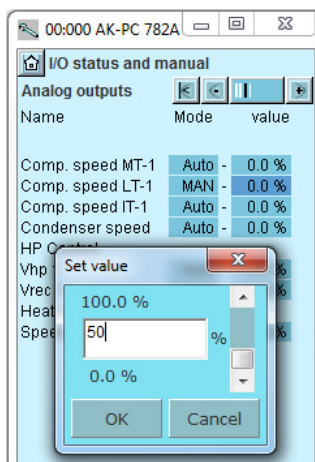 00:000 AK-PC 782A
I/O status and manual
Analog outputs
Name Mode value
Comp. speed MT-1 Auto - 0.0 %
Comp. speed LT-1 MAN - 0.0 %
Comp. speed IT-1 Auto - 0.0 %
Condenser speed Auto - 0.0 %
HP Control
Vhp %
Vrec %
Heat
Spee %
Set value
100.0 %
50 %
0.0 %
OK Cancel